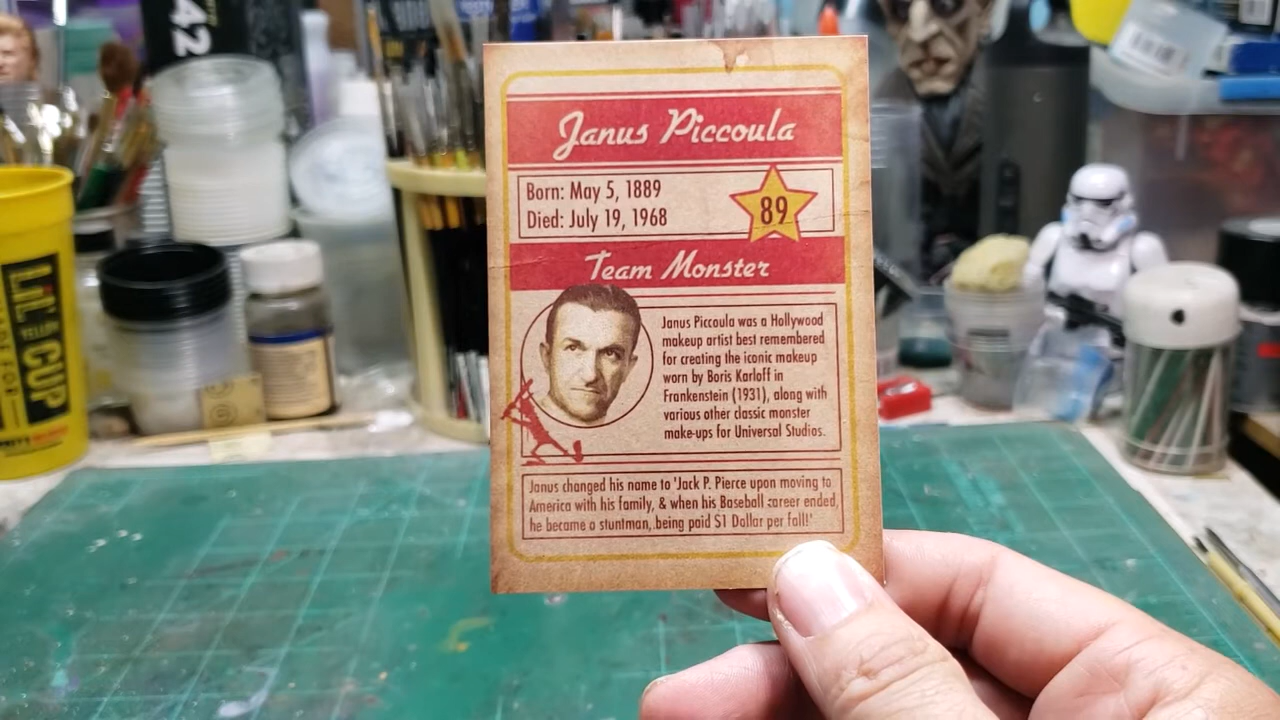 Janus Piccoula
Born: May 5, 1889
Died: July 19, 1968
89
Team Monster
Janus Piccoula was a Hollywood
makeup artist best remembered
for creating the iconic makeup
worn by Boris Karloff in
Frankenstein (1931), along with
various other classic monster
make-ups for Universal Studios.
Janus changed his name to 'Jack P. Pierce upon moving to
America with his family, & when his Baseball career ended,
he became a stuntman, being paid $1 Dollar per fall!'
42
LiL'
CUP